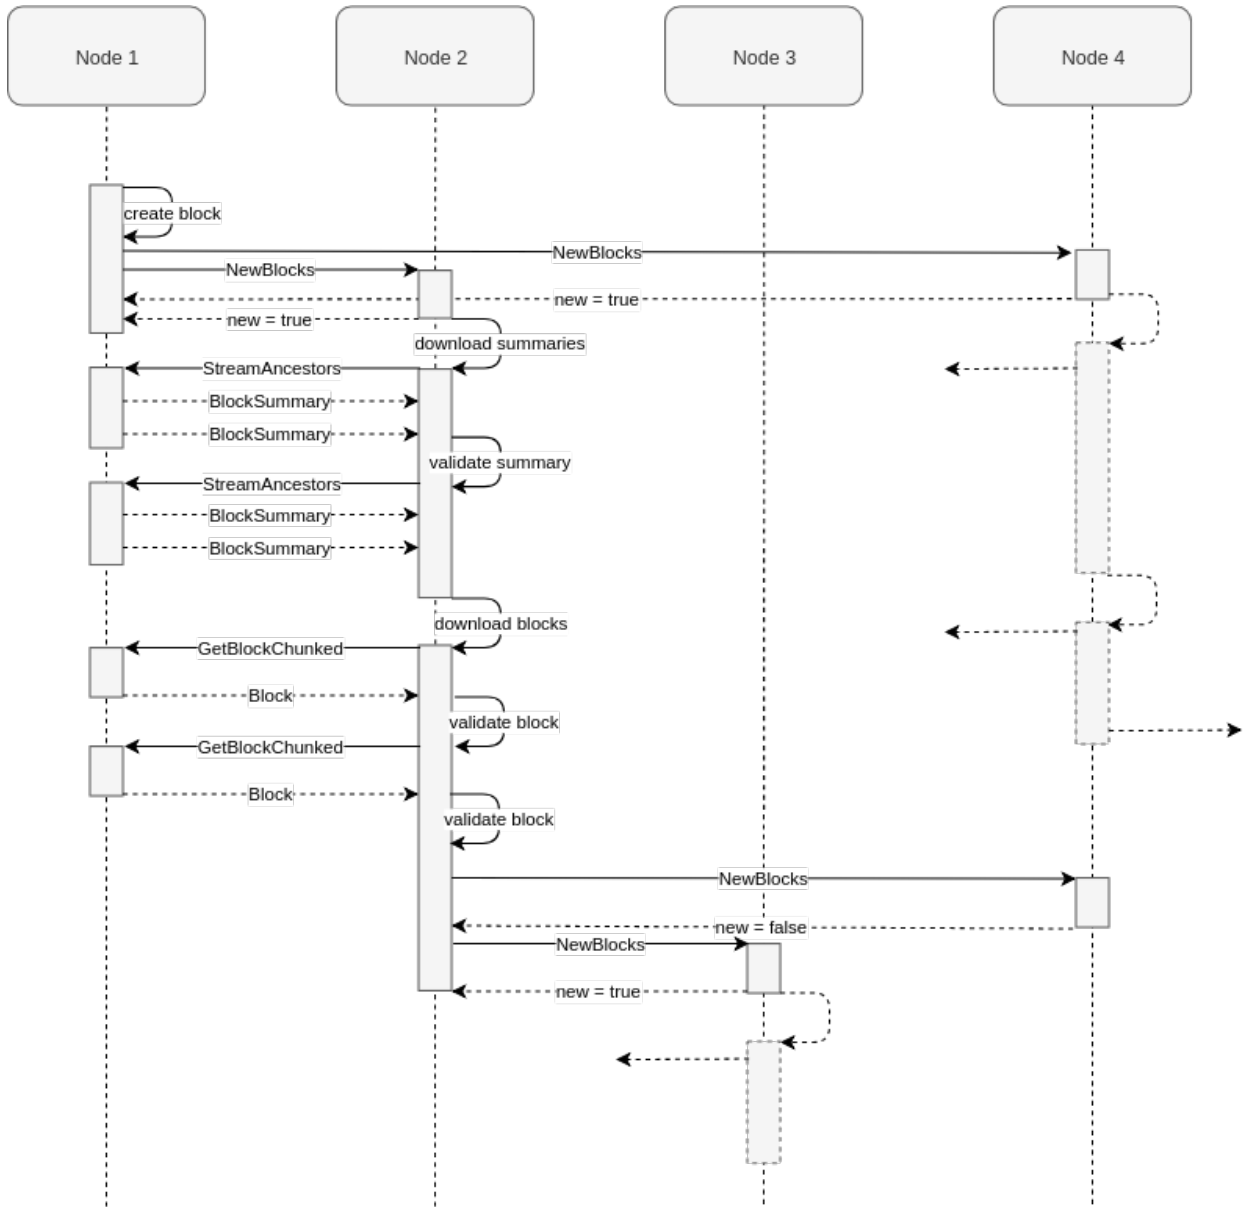 Node 1
Node 2
Node 3
Node 4
create block
NewBlocks
NewBlocks
new = true
new = true
download summaries
StreamAncestors
BlockSummary
BlockSummary
validate summary
StreamAncestors
BlockSummary
BlockSummary
download blocks
GetBlockChunked
Block
validate block
GetBlockChunked
Block
validate block
NewBlocks
new = false
NewBlocks
new = true